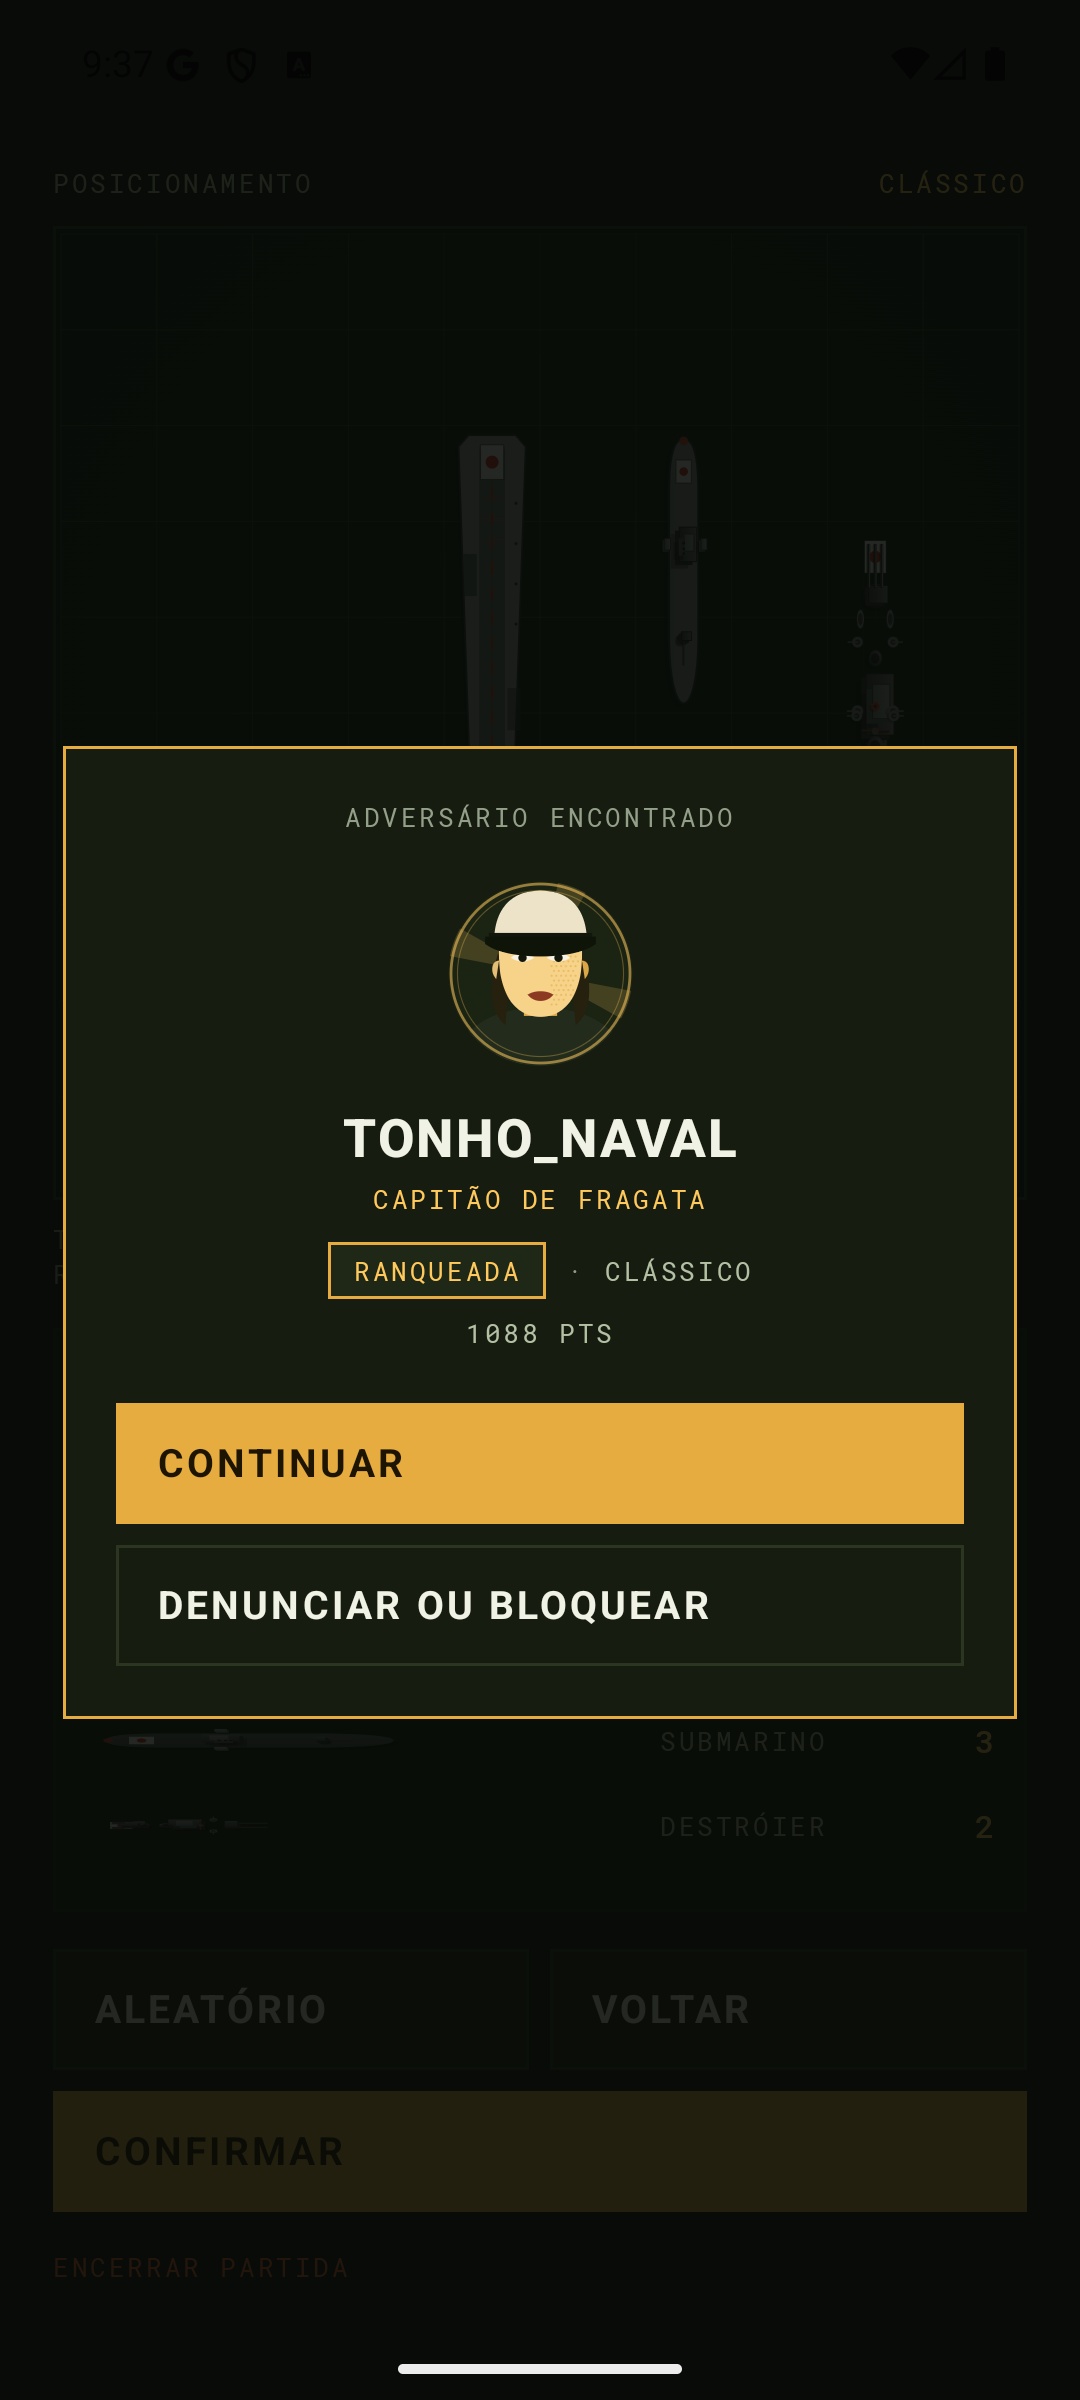 9:37
POSICIONAMENTO
CLÁSSICO
ADVERSÁRIO ENCONTRADO
TONHO_NAVAL
CAPITÃO DE FRAGATA
RANQUEADA · CLÁSSICO
1088 PTS
CONTINUAR
DENUNCIAR OU BLOQUEAR
SUBMARINO 3
DESTRÓIER 2
ALEATÓRIO
VOLTAR
CONFIRMAR
ENCERRAR PARTIDA